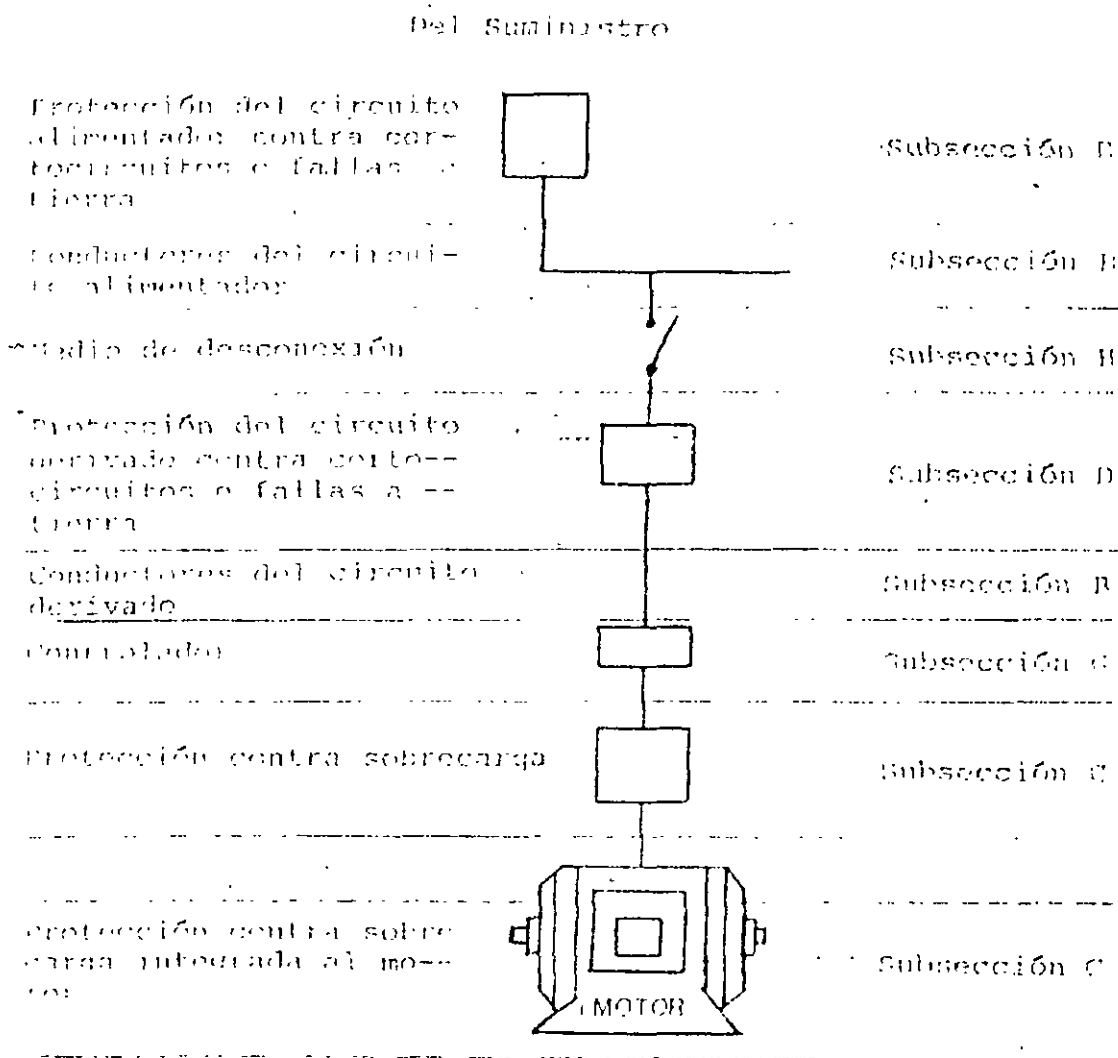 Del Suministro
Protección del circuito
alimentador contra cor-
tocircuitos o fallas a
tierra
Subsección
Conductores del circui-
to alimentador
Subsección B
Medio de desconexión
Subsección H
Protección del circuito
derivado contra corto--
circuitos o fallas a --
tierra
Subsección D
Conductores del circuito
derivado
Subsección B
Controlador
Subsección
Protección contra sobrecarga
Subsección C
Protección contra sobre
carga integrada al mo--
tor
Subsección C
MOTOR